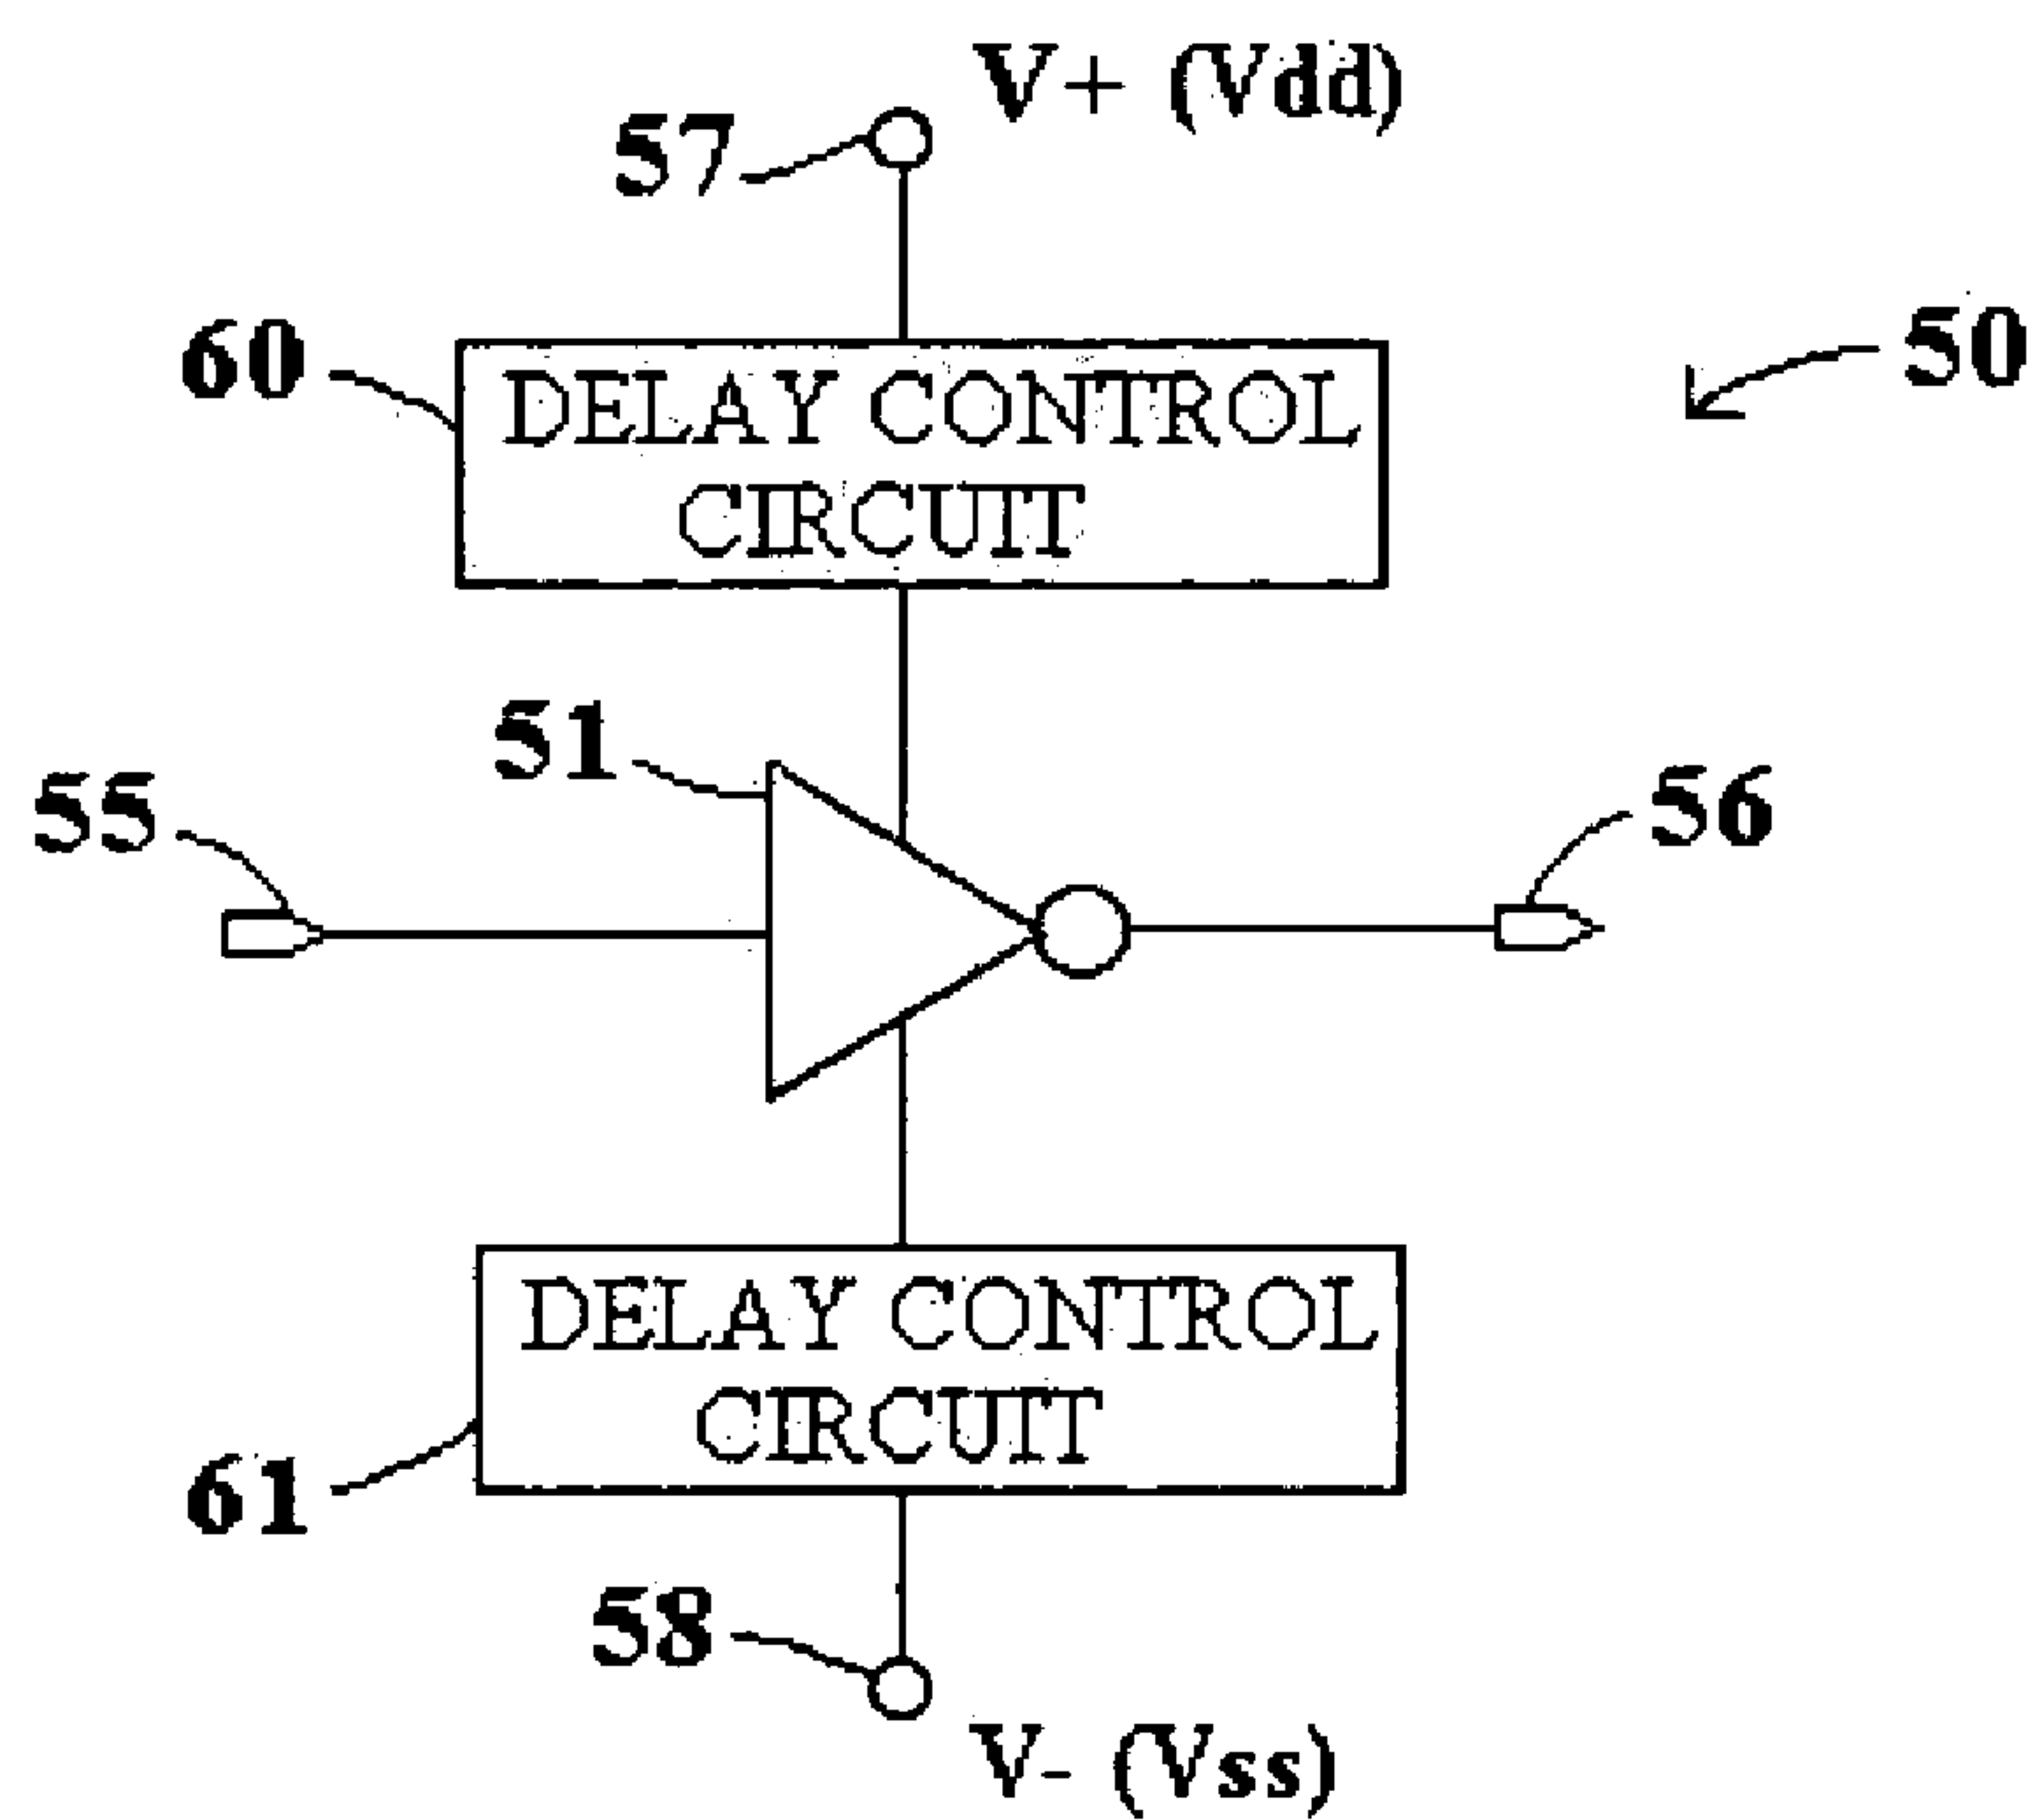 V+ (Vdd)
57
60
50
DELAY CONTROL
CIRCUIT
51
55
56
DELAY CONTROL
CIRCUIT
61
58
V- (Vss)